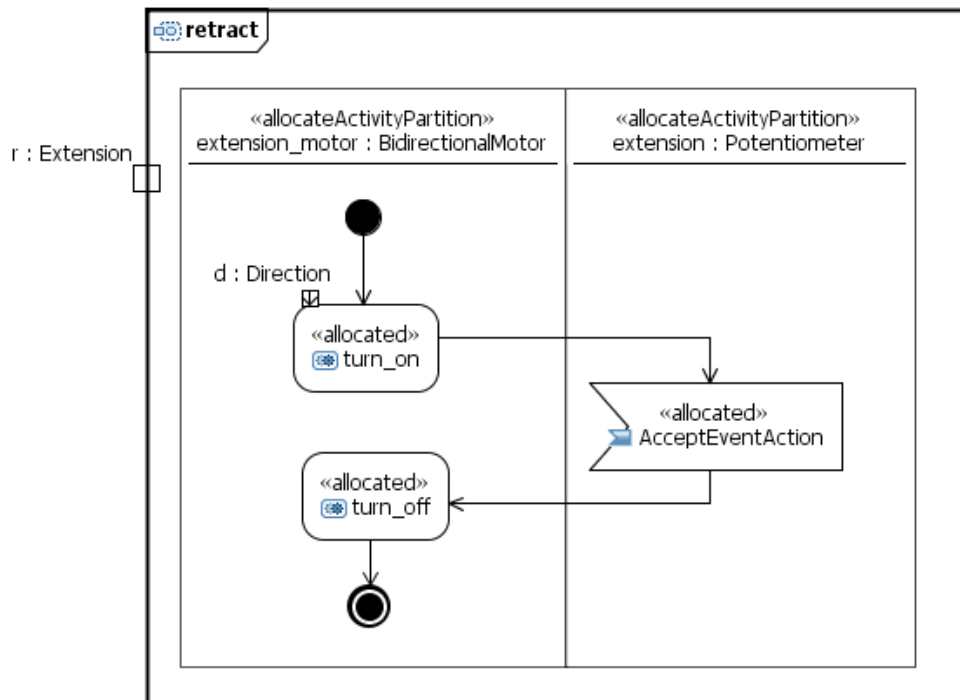 retract
r : Extension
«allocateActivityPartition»
extension_motor : BidirectionalMotor
«allocateActivityPartition»
extension : Potentiometer
d : Direction
«allocated»
turn_on
«allocated»
AcceptEventAction
«allocated»
turn_off